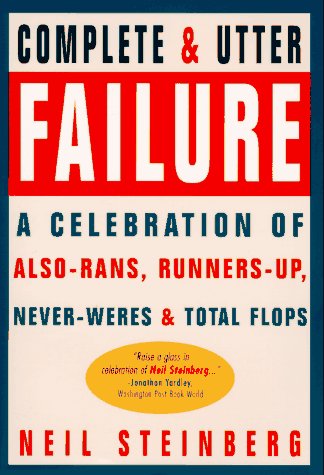 COMPLETE & UTTER
FAILURE
A CELEBRATION OF
ALSO-RANS, RUNNERS-UP,
NEVER-WERES & TOTAL FLOPS
"Raise a glass in
celebration of Neil Steinberg..."
-Jonathan Yardley,
Washington Post Book World
NEIL STEINBERG